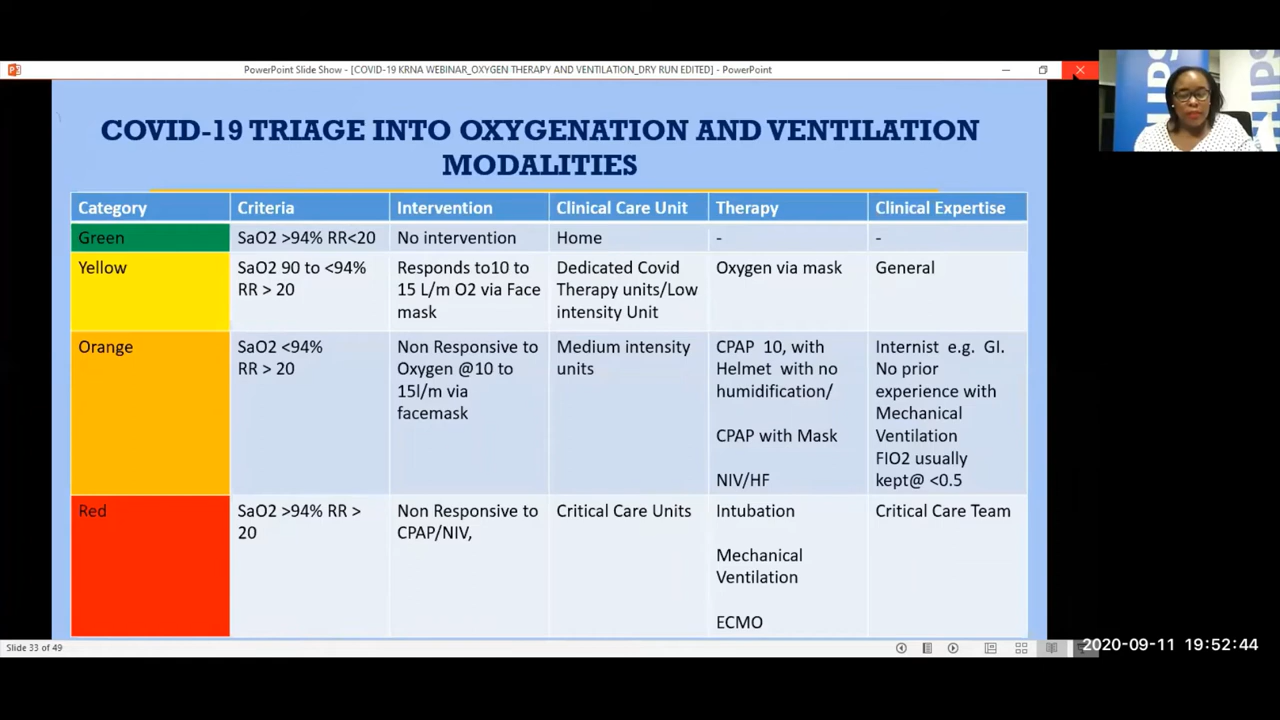 PowerPoint Slide Show - [COVID-19 KRNA WEBINAR_OXYGEN THERAPY AND VENTILATION_DRY RUN EDITED] - PowerPoint
COVID-19 TRIAGE INTO OXYGENATION AND VENTILATION
MODALITIES
Category
Criteria
Intervention
Clinical Care Unit
Therapy
Clinical Expertise
Green
SaO2 >94% RR<20
No intervention
Home
-
-
Yellow
SaO2 90 to <94%
RR > 20
Responds to10 to
15 L/m O2 via Face
mask
Dedicated Covid
Therapy units/Low
intensity Unit
Oxygen via mask
General
Orange
SaO2 <94%
RR > 20
Non Responsive to
Oxygen @10 to
15l/m via
facemask
Medium intensity
units
CPAP 10, with
Helmet with no
humidification/
CPAP with Mask
NIV/HF
Internist e.g. GI.
No prior
experience with
Mechanical
Ventilation
FIO2 usually
kept@ <0.5
Red
SaO2 >94% RR >
20
Non Responsive to
CPAP/NIV,
Critical Care Units
Intubation
Mechanical
Ventilation
ECMO
Critical Care Team
Slide 33 of 49
2020-09-11 19:52:44